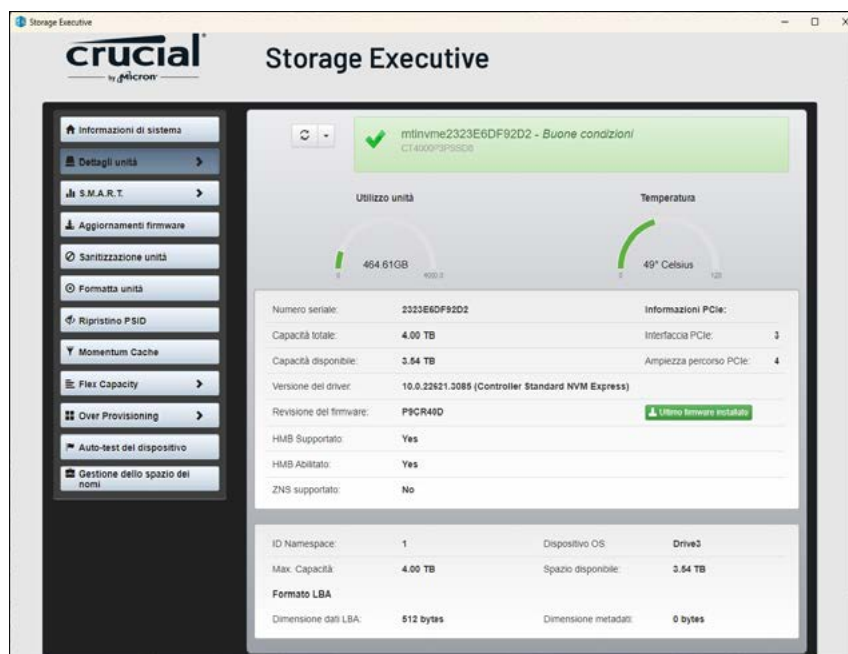 Storage Executive
crucial
by Micron
Storage Executive
Informazioni di sistema
Dettagli unità
S.M.A.R.T.
Aggiornamenti firmware
Sanitizzazione unità
Formatta unità
Ripristino PSID
Momentum Cache
Flex Capacity
Over Provisioning
Auto-test del dispositivo
Gestione dello spazio dei
nomi
mtinvme2323E6DF92D2 - Buone condizioni
CT4000P3PSSD8
Utilizzo unità
464.61GB
0
Temperatura
49° Celsius
0
120
Numero seriale: 2323E6DF92D2 Informazioni PCIe:
Capacità totale: 4.00 TB Interfaccia PCIe: 3
Capacità disponibile: 3.54 TB Ampiezza percorso PCIe: 4
Versione del driver: 10.0.22621.3085 (Controller Standard NVM Express)
Revisione del firmware: P9CR40D Ultimo firmware installato
HMB Supportato: Yes
HMB Abilitato: Yes
ZNS supportato: No
ID Namespace: 1 Dispositivo OS Drive3
Max. Capacità: 4.00 TB Spazio disponibile: 3.54 TB
Formato LBA
Dimensione dati LBA: 512 bytes Dimensione metadati: 0 bytes